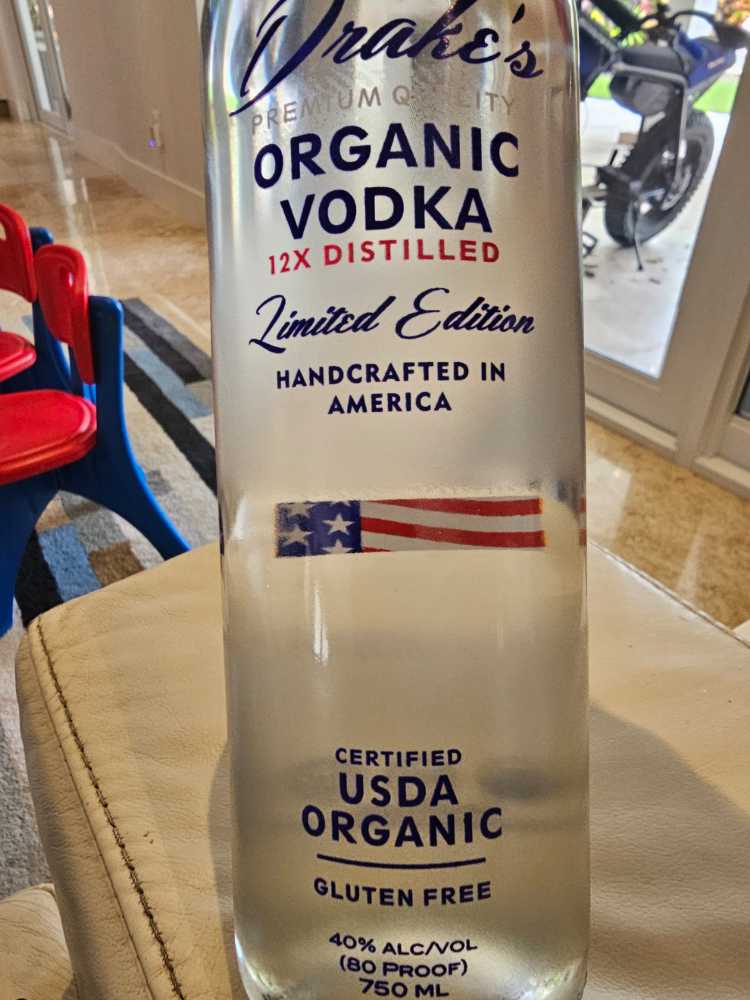 Drake's
PREMIUM QUALITY
ORGANIC
VODKA
12X DISTILLED
Limited Edition
HANDCRAFTED IN
AMERICA
CERTIFIED
USDA
ORGANIC
GLUTEN FREE
40% ALC/VOL
(80 PROOF)
750 ML